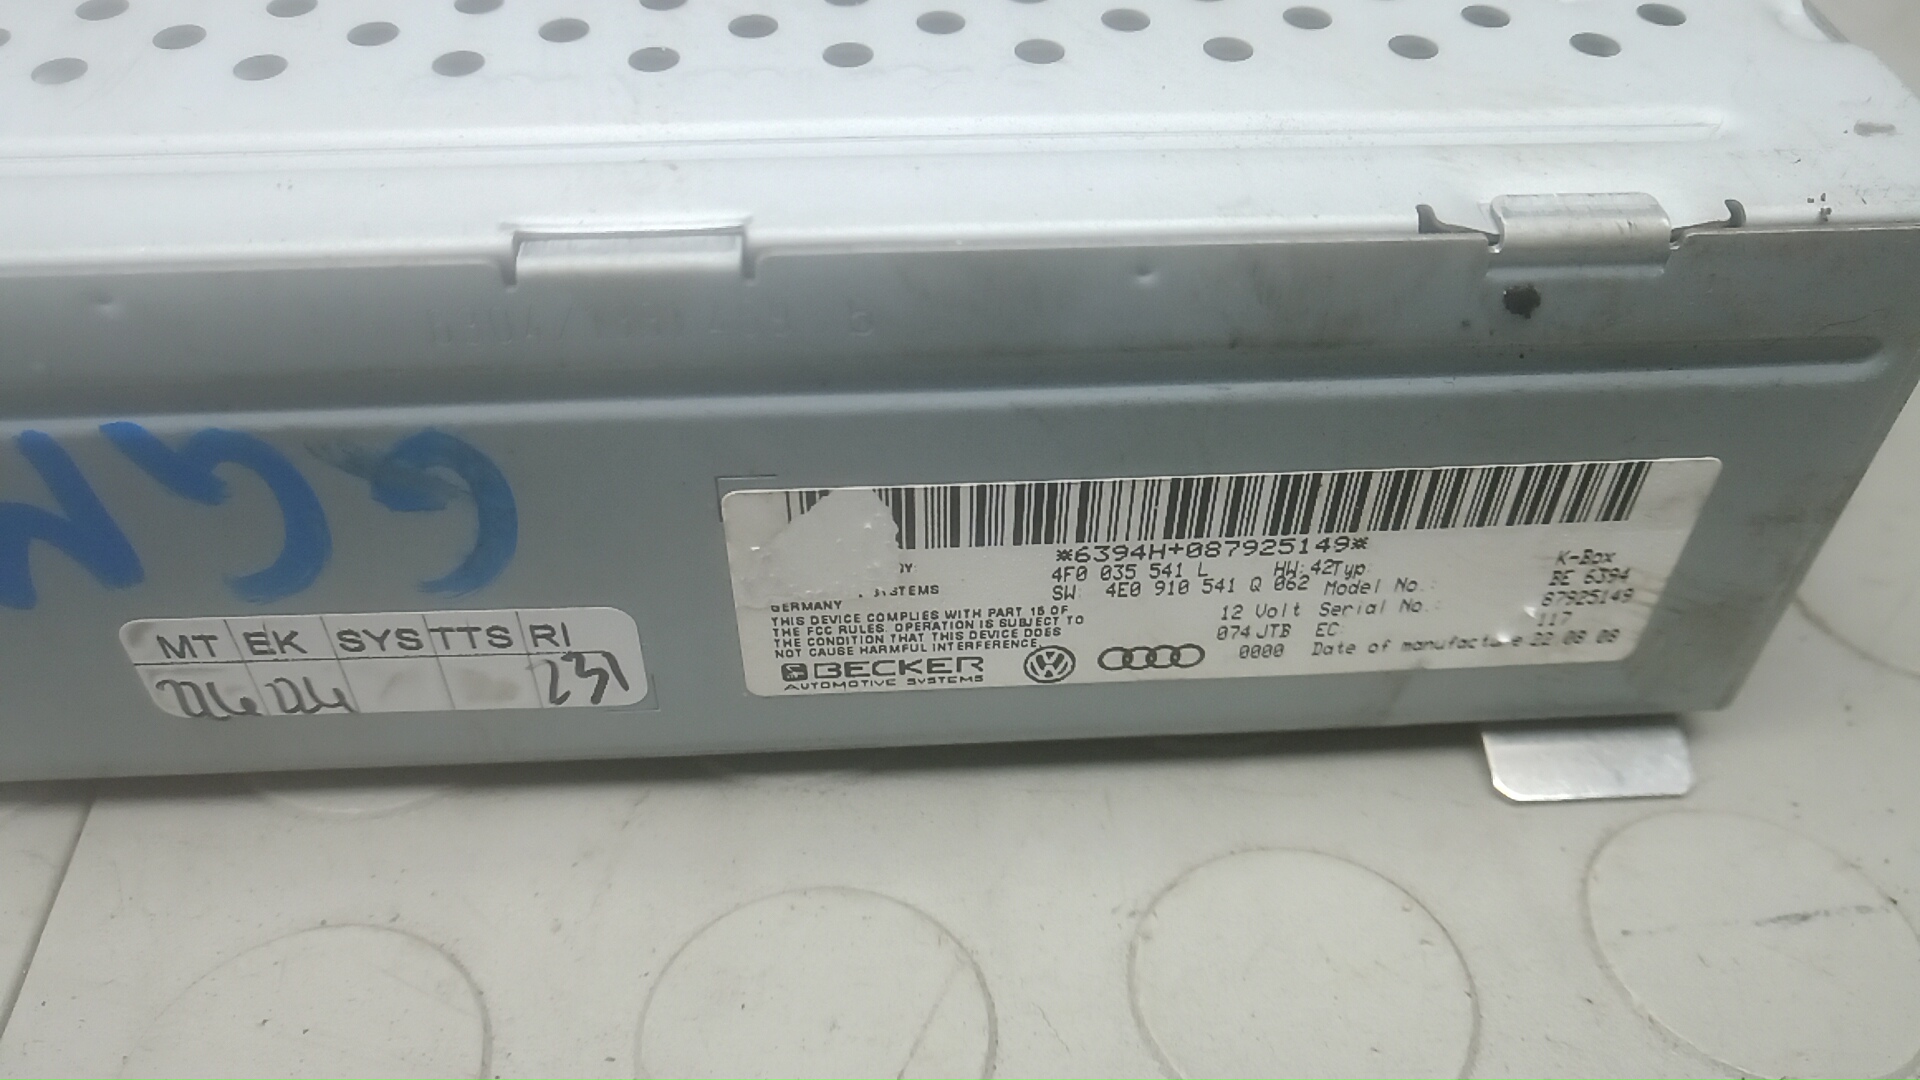 *6394H+087925149*
4F0 035 541 L HW:42Typ: K-Box
SW: 4E0 910 541 Q 062 Model No.: BE 6394
12 Volt Serial No.: 87925149
074JTB EC: 117
0000 Date of manufacture 22 08 08
GERMANY
THIS DEVICE COMPLIES WITH PART 15 OF
THE FCC RULES. OPERATION IS SUBJECT TO
THE CONDITION THAT THIS DEVICE DOES
NOT CAUSE HARMFUL INTERFERENCE.
BECKER
AUTOMOTIVE SYSTEMS
MT EK SYS TTS RI
231